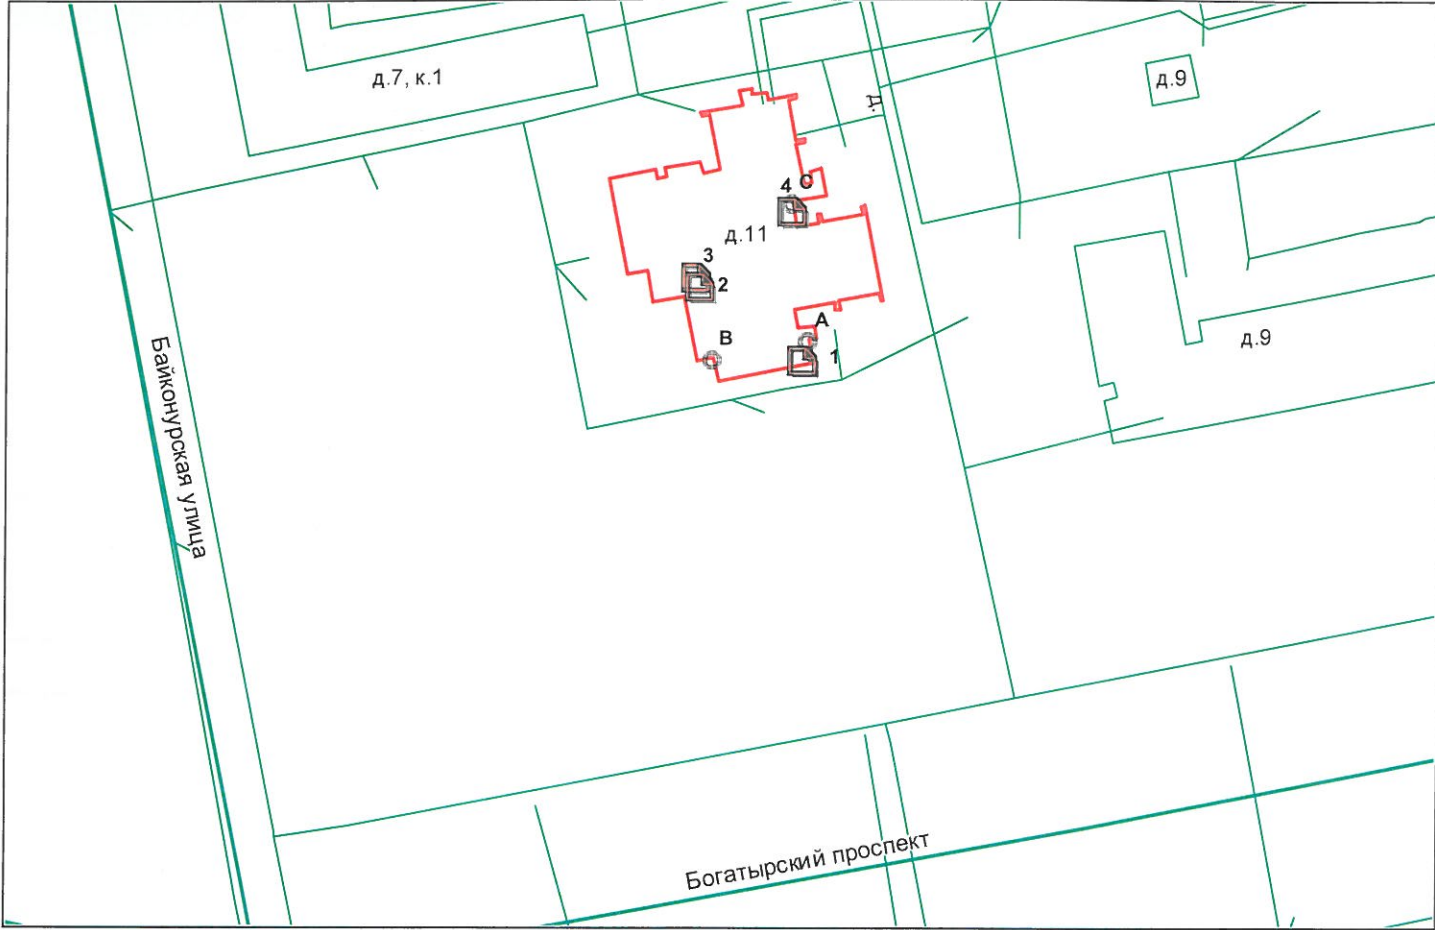 д.7, к.1
д.9
д.
4 С
д.11
3
2
А
В
1
д.9
Байконурская улица
Богатырский проспект